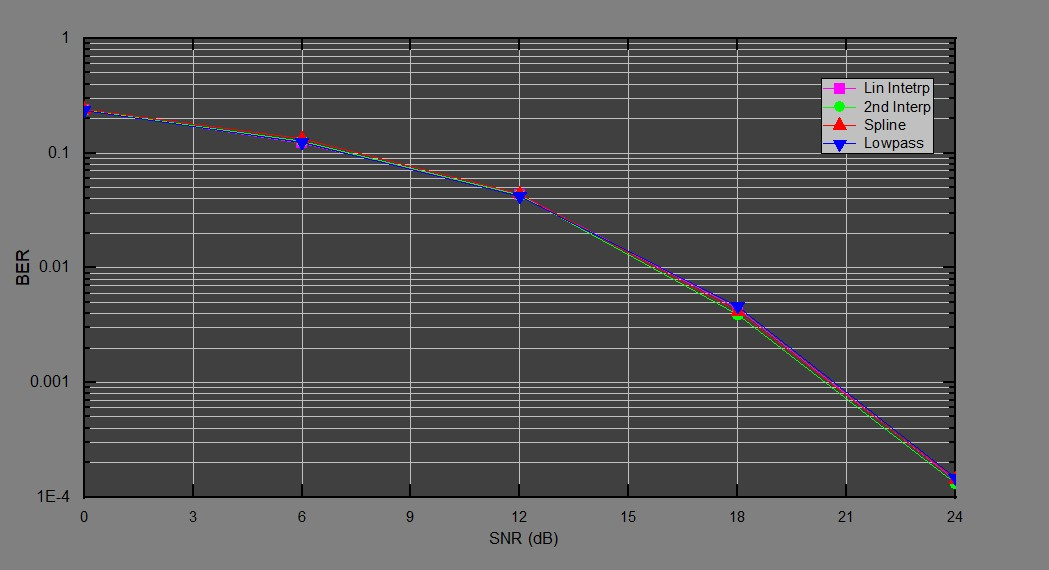 1
Lin Intetrp
2nd Interp
Spline
Lowpass
0.1
BER
0.01
0.001
1E-4
0 3 6 9 12 15 18 21 24
SNR (dB)